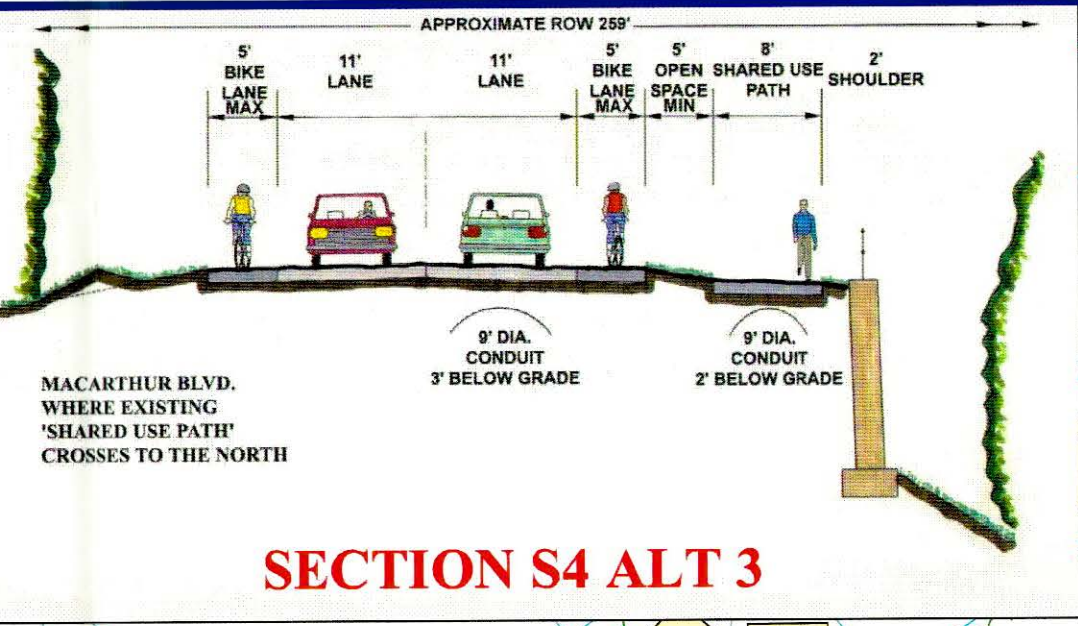 APPROXIMATE ROW 259'
5'
BIKE
LANE
MAX
11'
LANE
11'
LANE
5'
BIKE
LANE
MAX
5'
OPEN
SPACE
MIN
8'
SHARED USE
PATH
2'
SHOULDER
9' DIA.
CONDUIT
3' BELOW GRADE
9' DIA.
CONDUIT
2' BELOW GRADE
MACARTHUR BLVD.
WHERE EXISTING
'SHARED USE PATH'
CROSSES TO THE NORTH
SECTION S4 ALT 3